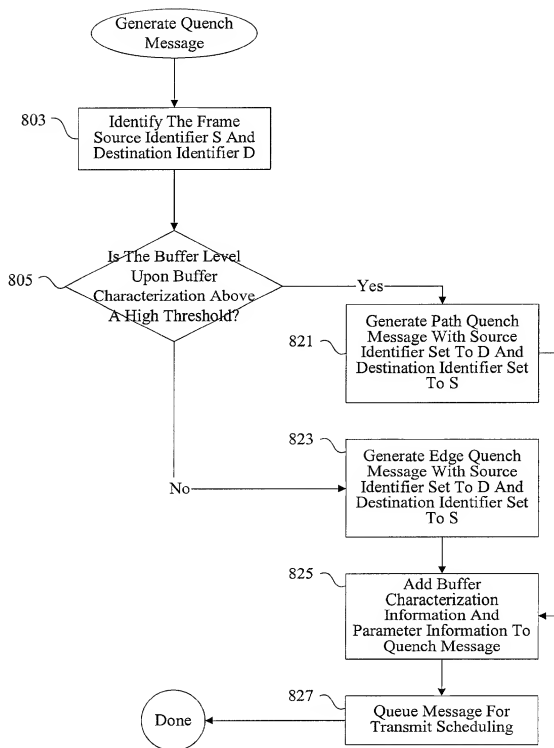 Generate Quench
Message
803
Identify The Frame
Source Identifier S And
Destination Identifier D
805
Is The Buffer Level
Upon Buffer
Characterization Above
A High Threshold?
Yes
821
Generate Path Quench
Message With Source
Identifier Set To D And
Destination Identifier Set
To S
823
Generate Edge Quench
Message With Source
Identifier Set To D And
Destination Identifier Set
To S
No
825
Add Buffer
Characterization
Information And
Parameter Information To
Quench Message
827
Queue Message For
Transmit Scheduling
Done